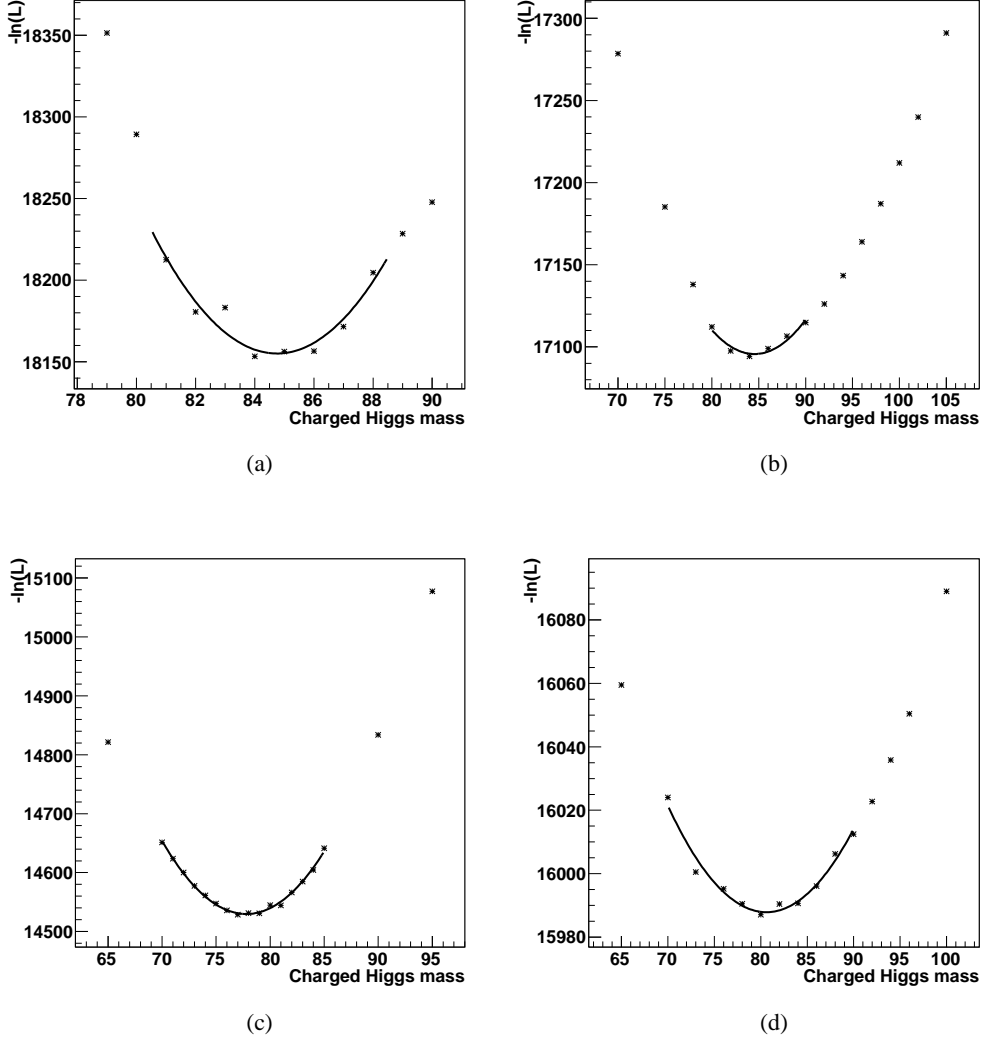 -ln(L)
18350
18300
18250
18200
18150
78 80 82 84 86 88 90
Charged Higgs mass
(a)
-ln(L)
17300
17250
17200
17150
17100
70 75 80 85 90 95 100 105
Charged Higgs mass
(b)
-ln(L)
15100
15000
14900
14800
14700
14600
14500
65 70 75 80 85 90 95
Charged Higgs mass
(c)
-ln(L)
16080
16060
16040
16020
16000
15980
65 70 75 80 85 90 95 100
Charged Higgs mass
(d)